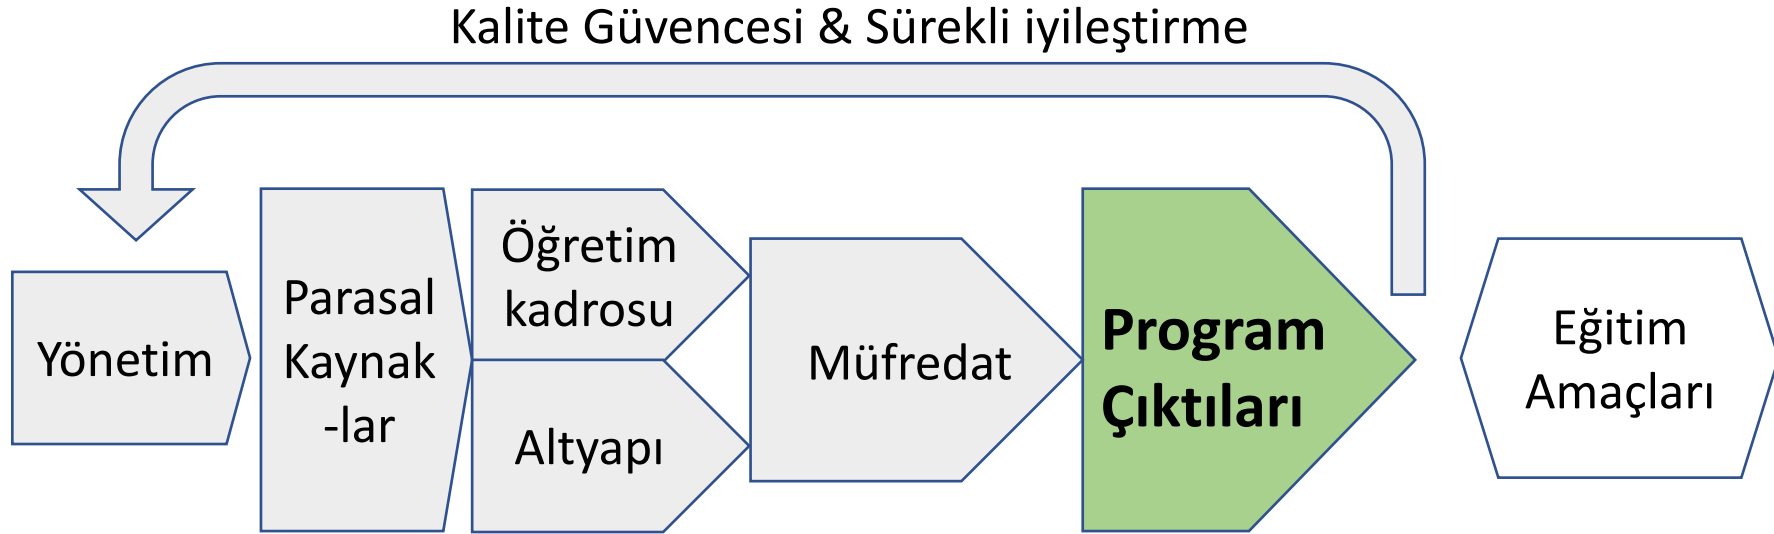 Kalite Güvencesi & Sürekli iyileştirme
Yönetim
Parasal
Kaynak
-lar
Öğretim
kadrosu
Altyapı
Müfredat
Program
Çıktıları
Eğitim
Amaçları